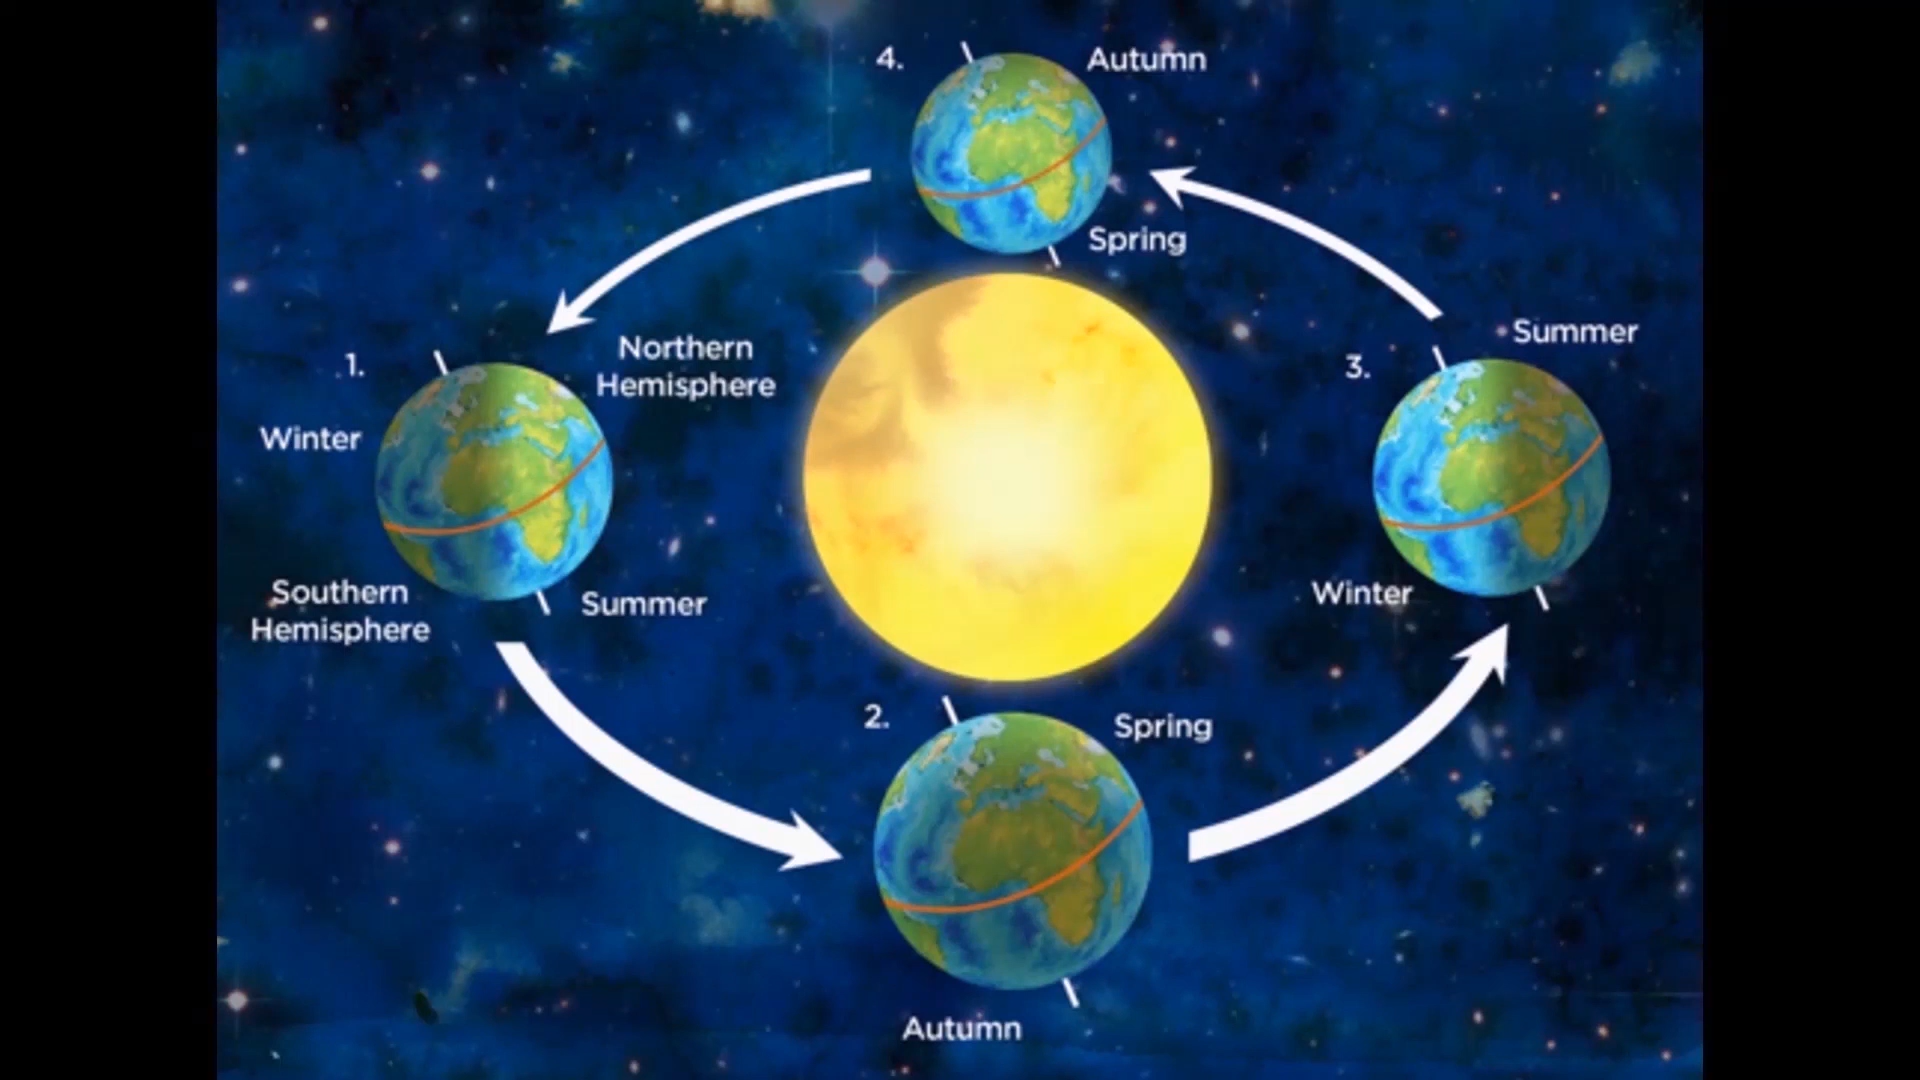 4.
Autumn
Spring
1.
Northern
Hemisphere
Winter
Southern
Hemisphere
Summer
3.
Summer
Winter
2.
Spring
Autumn